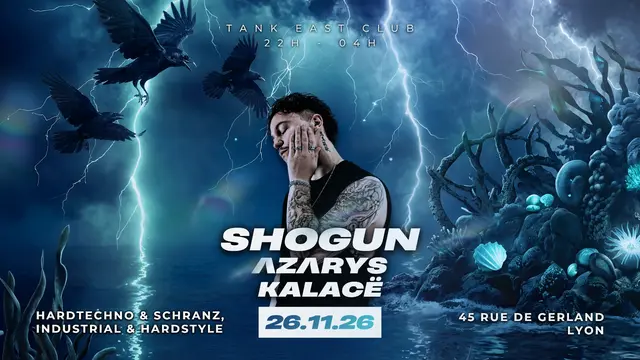 TANK EAST CLUB
22H - 04H
SHOGUN
ΛZΛRYS
KALACË
26.11.26
HARDTECHNO & SCHRANZ,
INDUSTRIAL & HARDSTYLE
45 RUE DE GERLAND
LYON